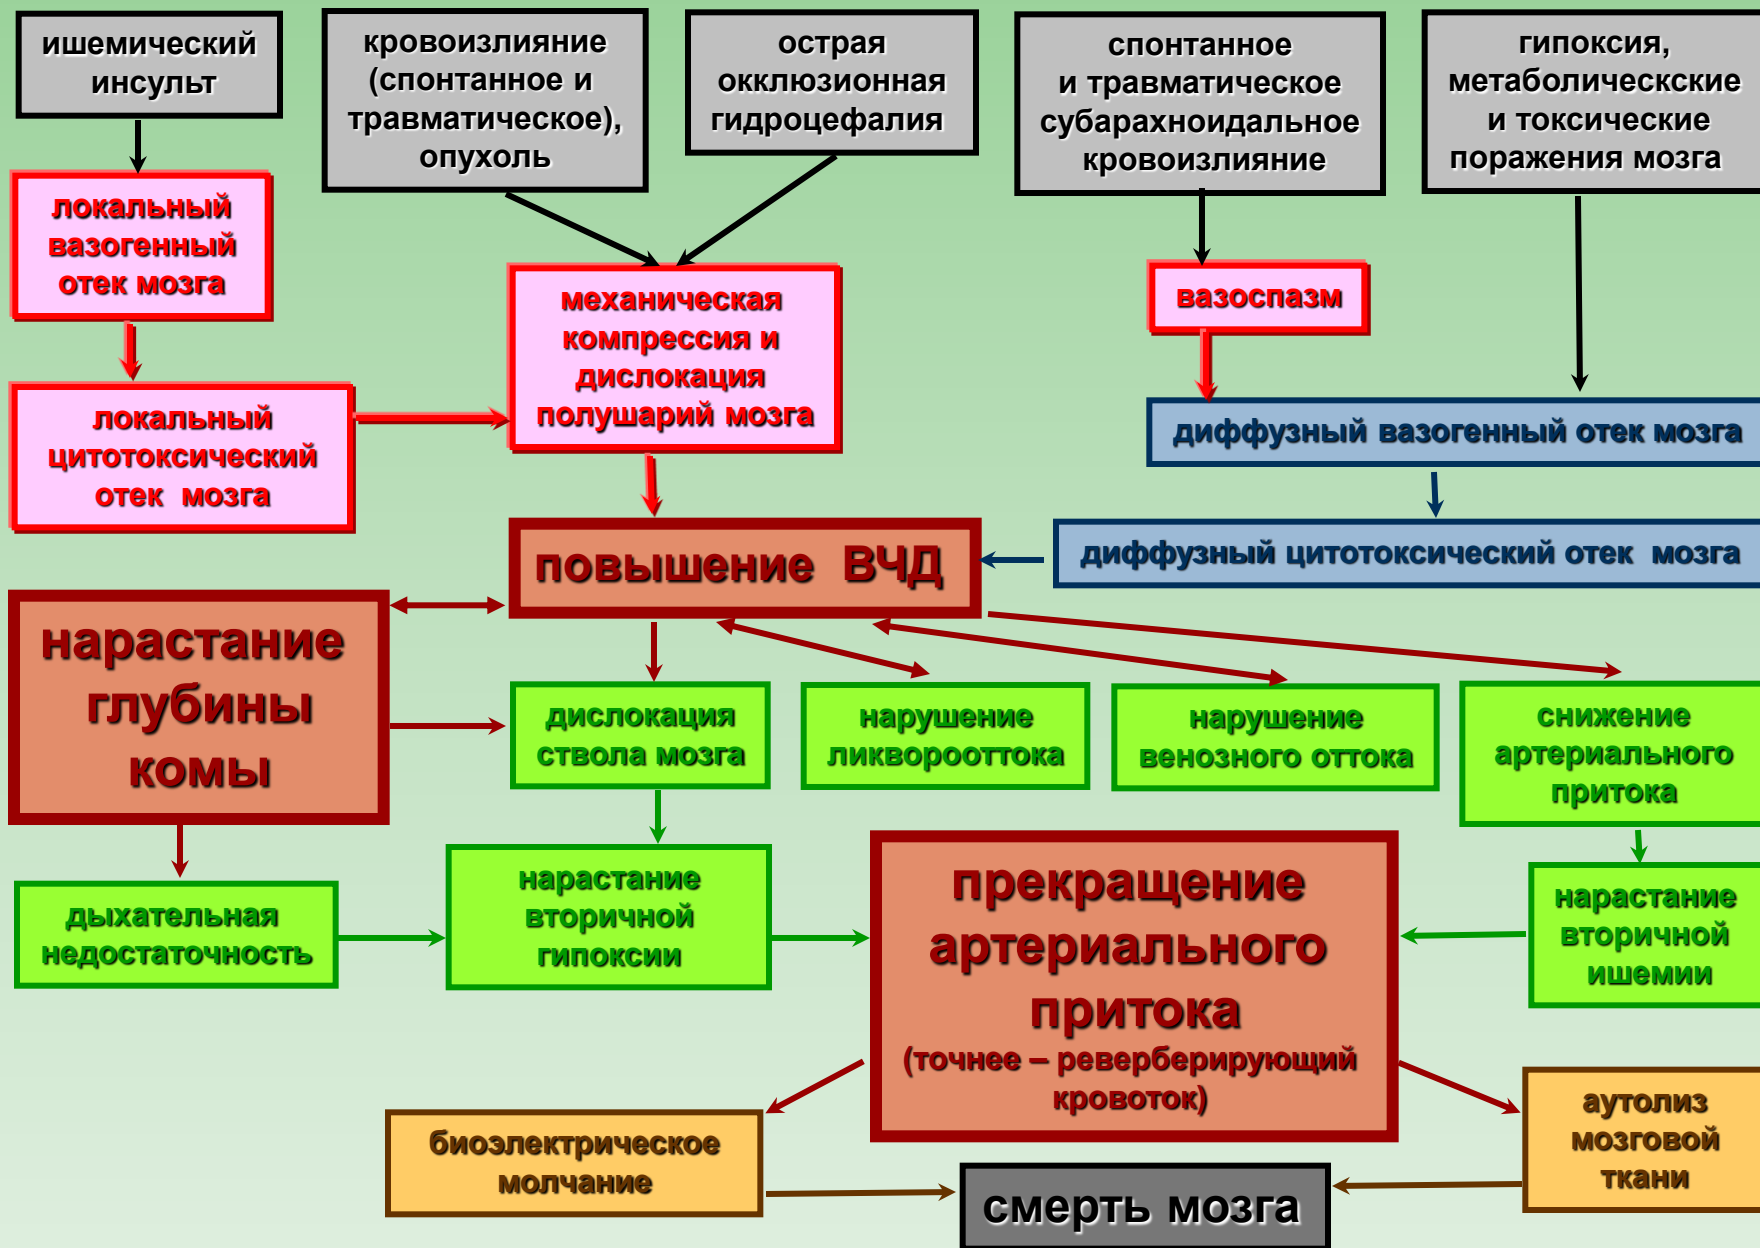 ишемический
инсульт
кровоизлияние
(спонтанное и
травматическое),
опухоль
острая
окклюзионная
гидроцефалия
спонтанное
и травматическое
субарахноидальное
кровоизлияние
гипоксия,
метаболическские
и токсические
поражения мозга
локальный
вазогенный
отек мозга
механическая
компрессия и
дислокация
полушарий мозга
вазоспазм
локальный
цитотоксический
отек мозга
диффузный вазогенный отек мозга
повышение ВЧД
диффузный цитотоксический отек мозга
нарастание
глубины
комы
дислокация
ствола мозга
нарушение
ликворооттока
нарушение
венозного оттока
снижение
артериального
притока
дыхательная
недостаточность
нарастание
вторичной
гипоксии
прекращение
артериального
притока
(точнее – реверберирующий
кровоток)
нарастание
вторичной
ишемии
биоэлектрическое
молчание
аутолиз
мозговой
ткани
смерть мозга